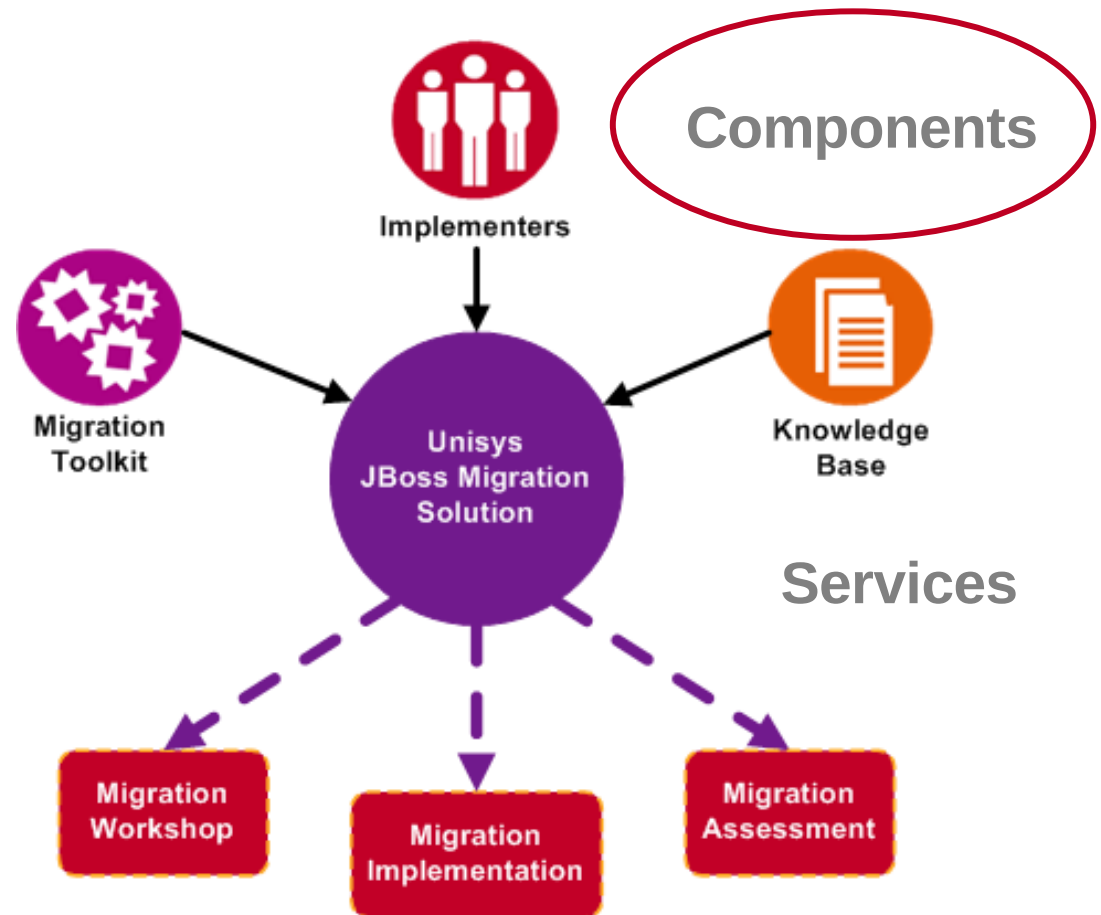 Components
Implementers
Migration
Toolkit
Knowledge
Base
Unisys
JBoss Migration
Solution
Services
Migration
Workshop
Migration
Implementation
Migration
Assessment